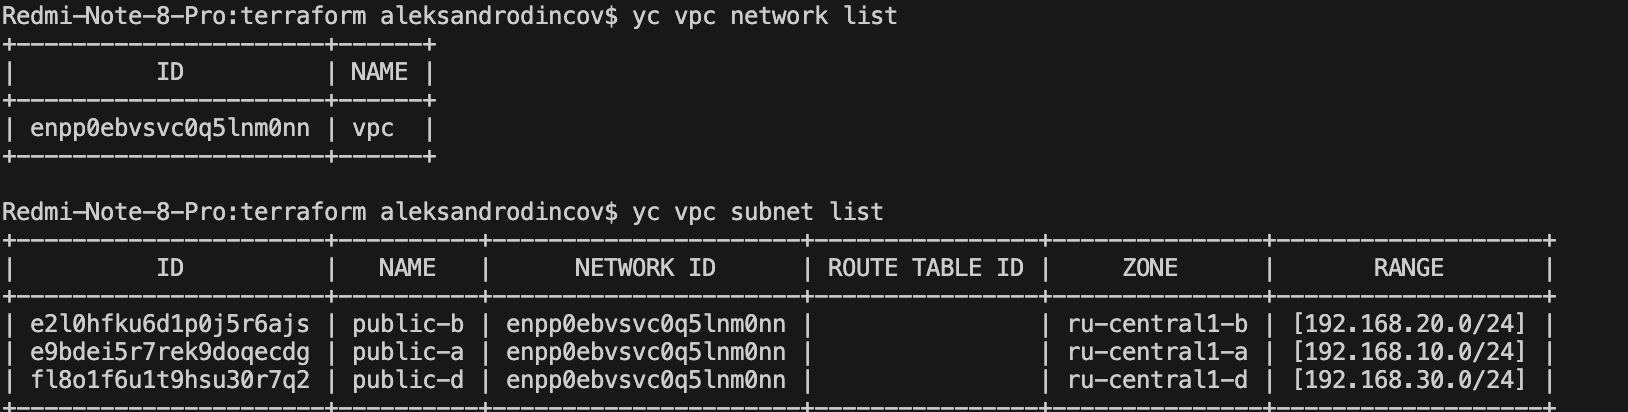 Redmi-Note-8-Pro:terraform aleksandrodincov$ yc vpc network list
+----------------------+------+
|          ID          | NAME |
+----------------------+------+
| enpp0ebvsvc0q5lnm0nn | vpc  |
+----------------------+------+
Redmi-Note-8-Pro:terraform aleksandrodincov$ yc vpc subnet list
+----------------------+----------+----------------------+----------------+---------------+-------------------+
|          ID          |   NAME   |      NETWORK ID      | ROUTE TABLE ID |     ZONE      |       RANGE       |
+----------------------+----------+----------------------+----------------+---------------+-------------------+
| e2l0hfku6d1p0j5r6ajs | public-b | enpp0ebvsvc0q5lnm0nn |                | ru-central1-b | [192.168.20.0/24] |
| e9bdei5r7rek9doqecdg | public-a | enpp0ebvsvc0q5lnm0nn |                | ru-central1-a | [192.168.10.0/24] |
| fl8o1f6u1t9hsu30r7q2 | public-d | enpp0ebvsvc0q5lnm0nn |                | ru-central1-d | [192.168.30.0/24] |
+----------------------+----------+----------------------+----------------+---------------+-------------------+